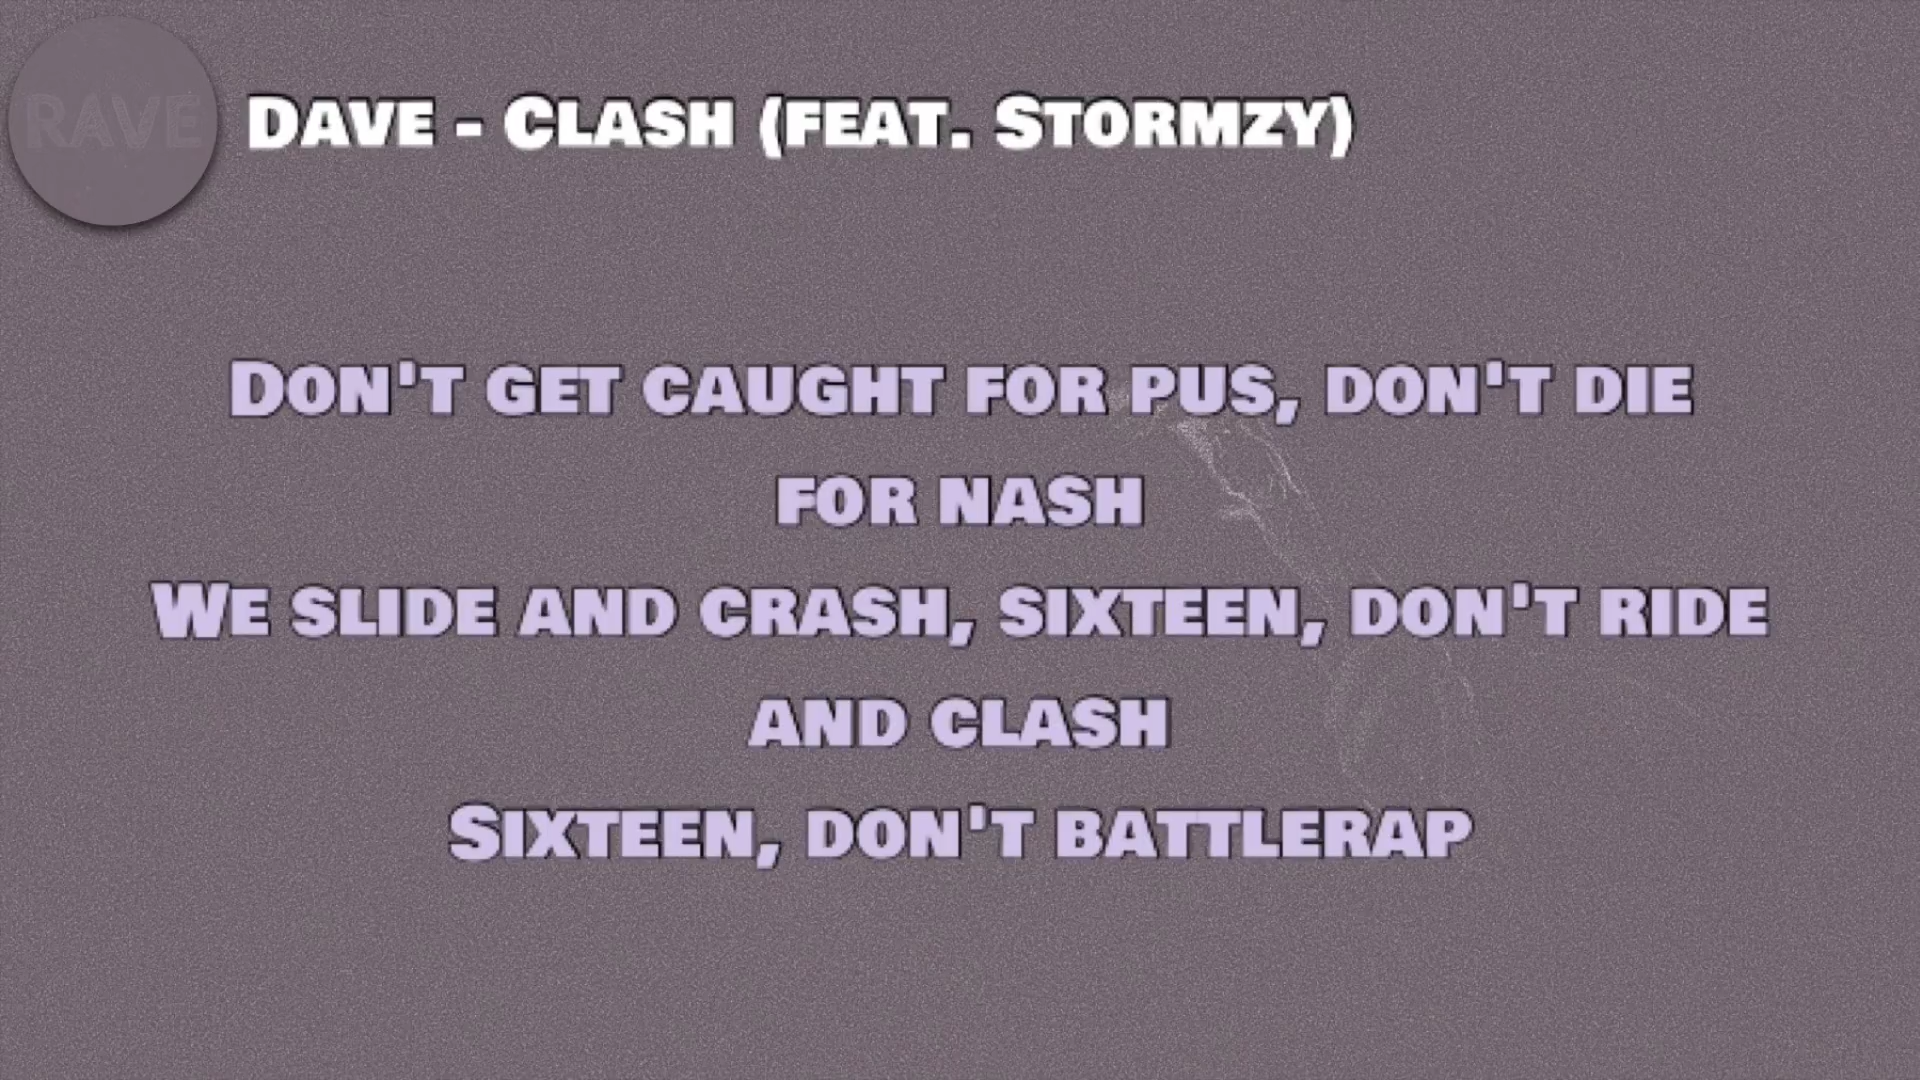 RAVE
Dave - Clash (feat. Stormzy)
Don't get caught for pus, don't die
for nash
We slide and crash, sixteen, don't ride
and clash
Sixteen, don't battlerap